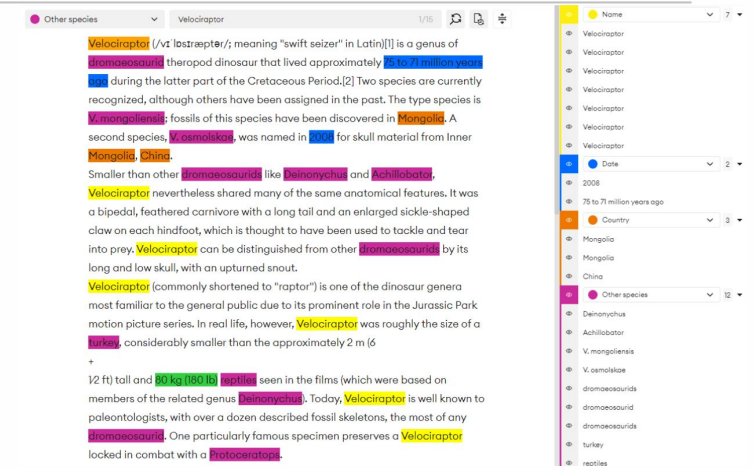 Other species
Velociraptor
1/15
Velociraptor (/vɪˈlɒsɪræptər/; meaning "swift seizer" in Latin)[1] is a genus of
dromaeosaurid theropod dinosaur that lived approximately 75 to 71 million years
ago during the latter part of the Cretaceous Period.[2] Two species are currently
recognized, although others have been assigned in the past. The type species is
V. mongoliensis; fossils of this species have been discovered in Mongolia. A
second species, V. osmolskae, was named in 2008 for skull material from Inner
Mongolia, China.
Smaller than other dromaeosaurids like Deinonychus and Achillobator,
Velociraptor nevertheless shared many of the same anatomical features. It was
a bipedal, feathered carnivore with a long tail and an enlarged sickle-shaped
claw on each hindfoot, which is thought to have been used to tackle and tear
into prey. Velociraptor can be distinguished from other dromaeosaurids by its
long and low skull, with an upturned snout.
Velociraptor (commonly shortened to "raptor") is one of the dinosaur genera
most familiar to the general public due to its prominent role in the Jurassic Park
motion picture series. In real life, however, Velociraptor was roughly the size of a
turkey, considerably smaller than the approximately 2 m (6
+
1⁄2 ft) tall and 80 kg (180 lb) reptiles seen in the films (which were based on
members of the related genus Deinonychus). Today, Velociraptor is well known to
paleontologists, with over a dozen described fossil skeletons, the most of any
dromaeosaurid. One particularly famous specimen preserves a Velociraptor
locked in combat with a Protoceratops.
Name 7
Velociraptor
Velociraptor
Velociraptor
Velociraptor
Velociraptor
Velociraptor
Velociraptor
Date 2
2008
75 to 71 million years ago
Country 3
Mongolia
Mongolia
China
Other species 12
Deinonychus
Achillobator
V. mongoliensis
V. osmolskae
dromaeosaurids
dromaeosaurid
dromaeosaurids
turkey
reptiles